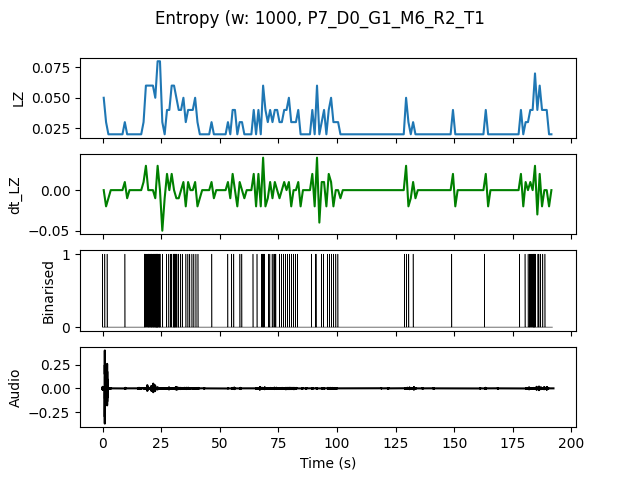 Entropy (w: 1000, P7_D0_G1_M6_R2_T1
0.075
0.050
0.025
LZ
0.00
−0.05
dt_LZ
1
0
Binarised
0.25
0.00
−0.25
Audio
0 25 50 75 100 125 150 175 200
Time (s)